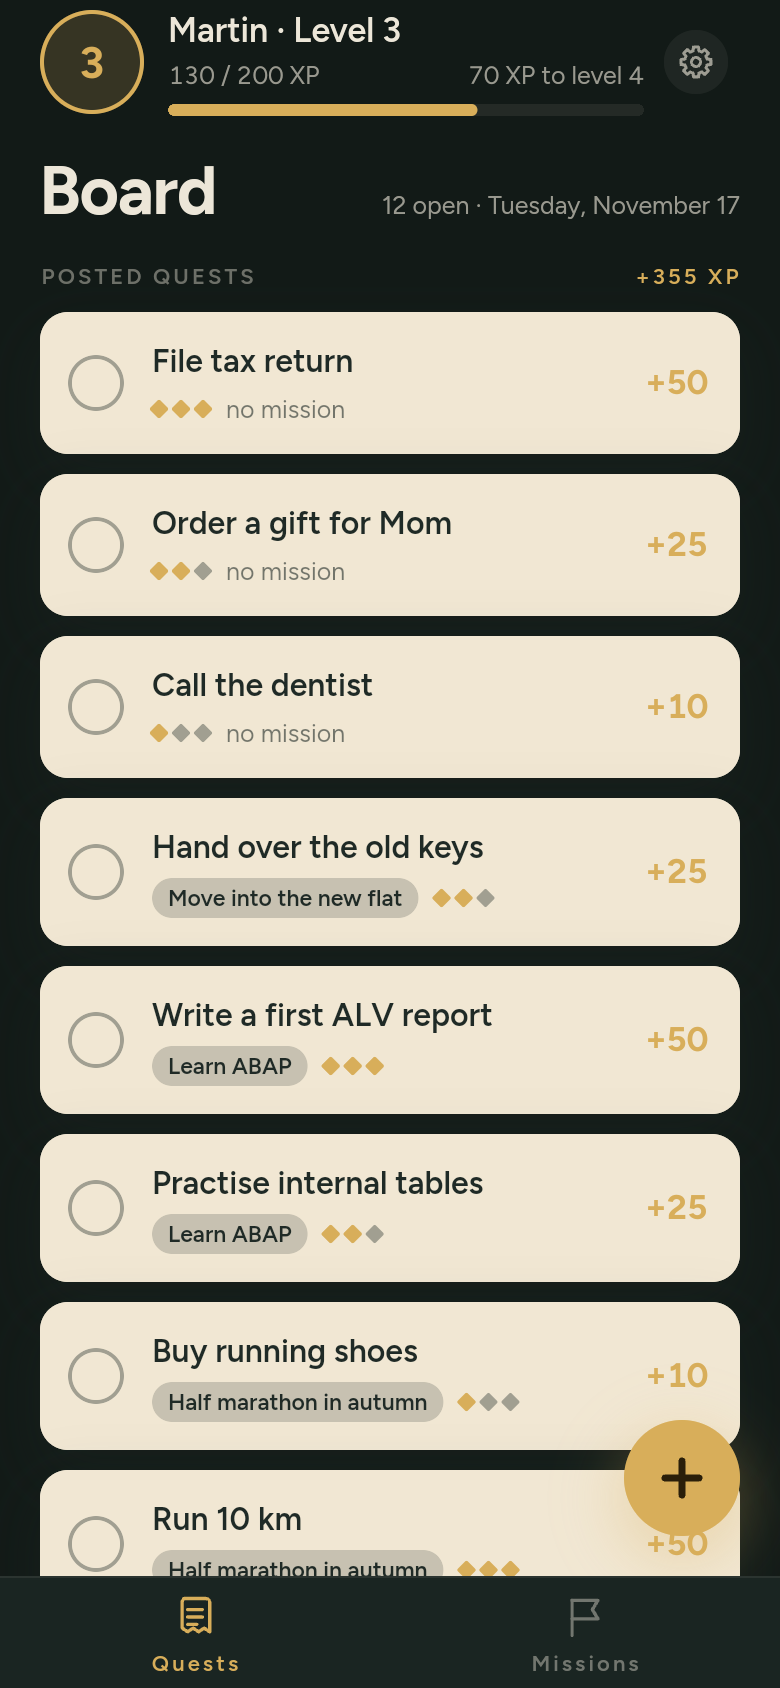 3
Martin · Level 3
130 / 200 XP
70 XP to level 4
Board
12 open · Tuesday, November 17
POSTED QUESTS
+355 XP
File tax return
no mission
+50
Order a gift for Mom
no mission
+25
Call the dentist
no mission
+10
Hand over the old keys
Move into the new flat
+25
Write a first ALV report
Learn ABAP
+50
Practise internal tables
Learn ABAP
+25
Buy running shoes
Half marathon in autumn
+10
Run 10 km
Half marathon in autumn
+50
Quests
Missions